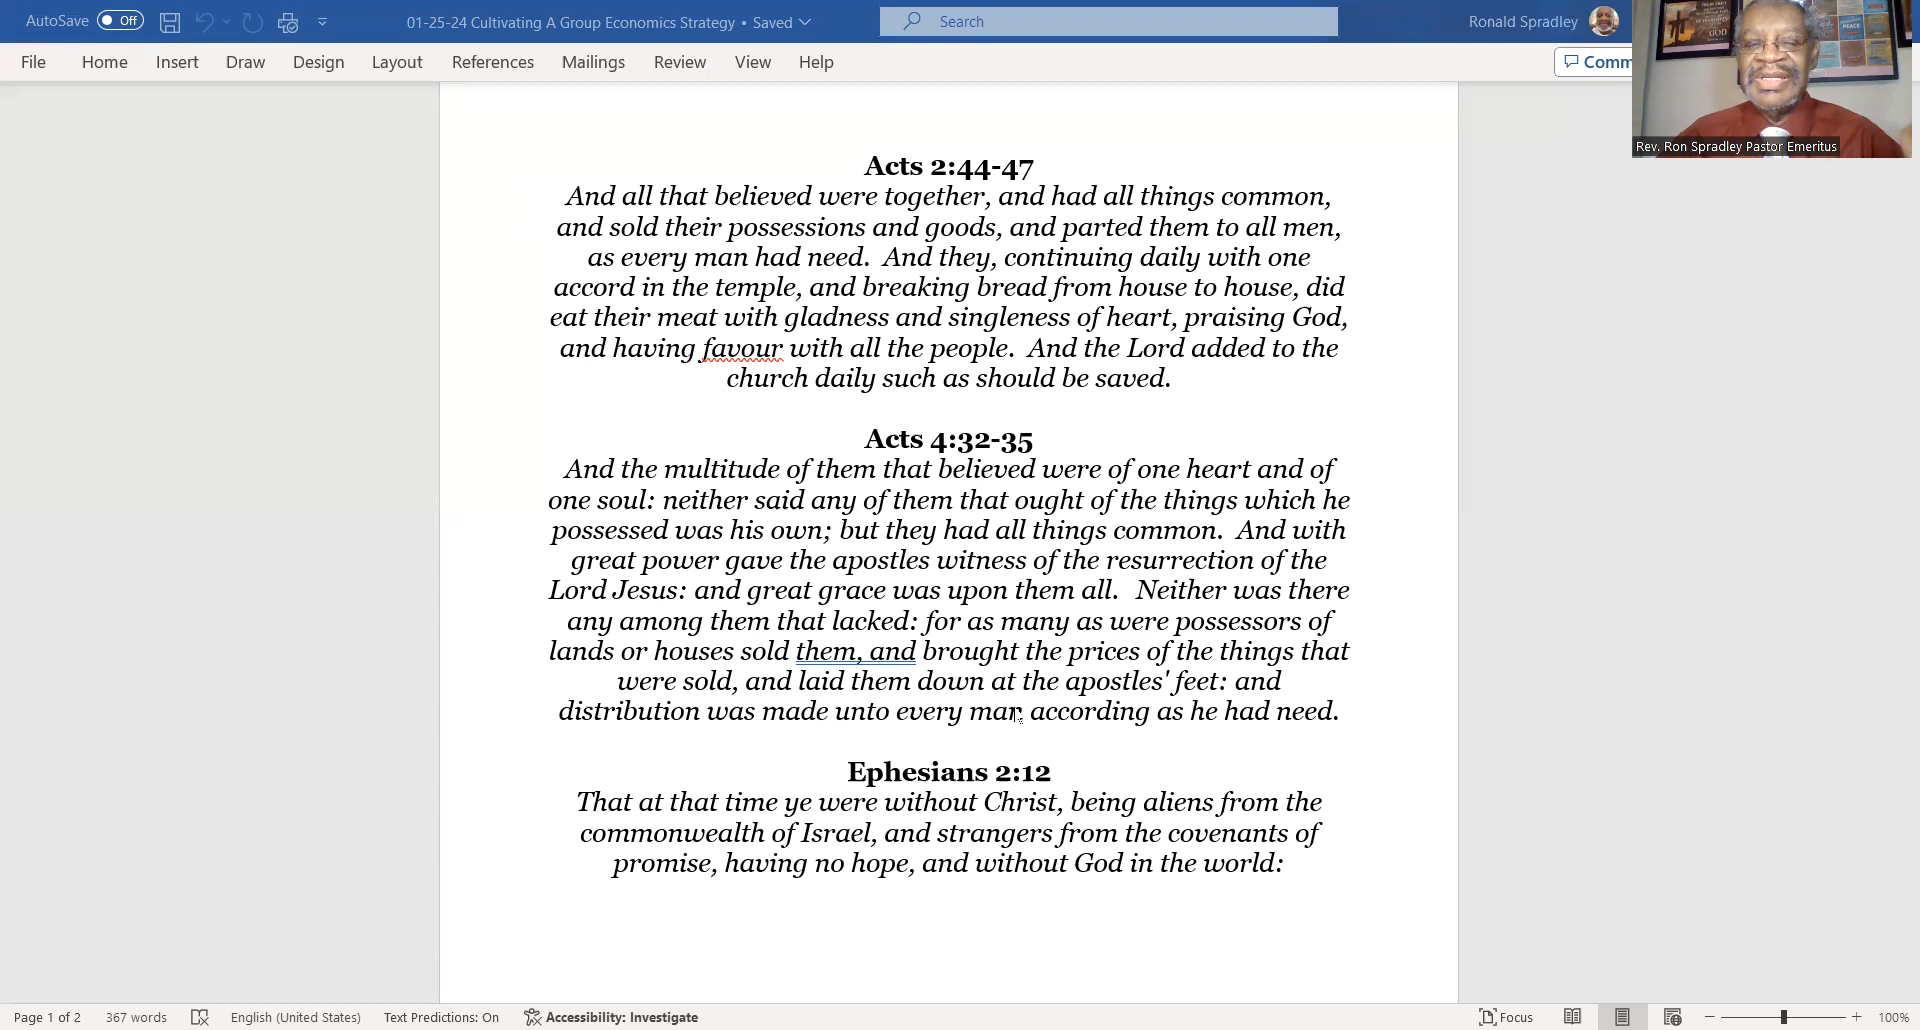 AutoSave Off 01-25-24 Cultivating A Group Economics Strategy • Saved Search Ronald Spradley
File Home Insert Draw Design Layout References Mailings Review View Help Comm
Rev. Ron Spradley Pastor Emeritus
Acts 2:44-47
And all that believed were together, and had all things common,
and sold their possessions and goods, and parted them to all men,
as every man had need. And they, continuing daily with one
accord in the temple, and breaking bread from house to house, did
eat their meat with gladness and singleness of heart, praising God,
and having favour with all the people. And the Lord added to the
church daily such as should be saved.
Acts 4:32-35
And the multitude of them that believed were of one heart and of
one soul: neither said any of them that ought of the things which he
possessed was his own; but they had all things common. And with
great power gave the apostles witness of the resurrection of the
Lord Jesus: and great grace was upon them all. Neither was there
any among them that lacked: for as many as were possessors of
lands or houses sold them, and brought the prices of the things that
were sold, and laid them down at the apostles' feet: and
distribution was made unto every man according as he had need.
Ephesians 2:12
That at that time ye were without Christ, being aliens from the
commonwealth of Israel, and strangers from the covenants of
promise, having no hope, and without God in the world:
Page 1 of 2 367 words English (United States) Text Predictions: On Accessibility: Investigate Focus 100%